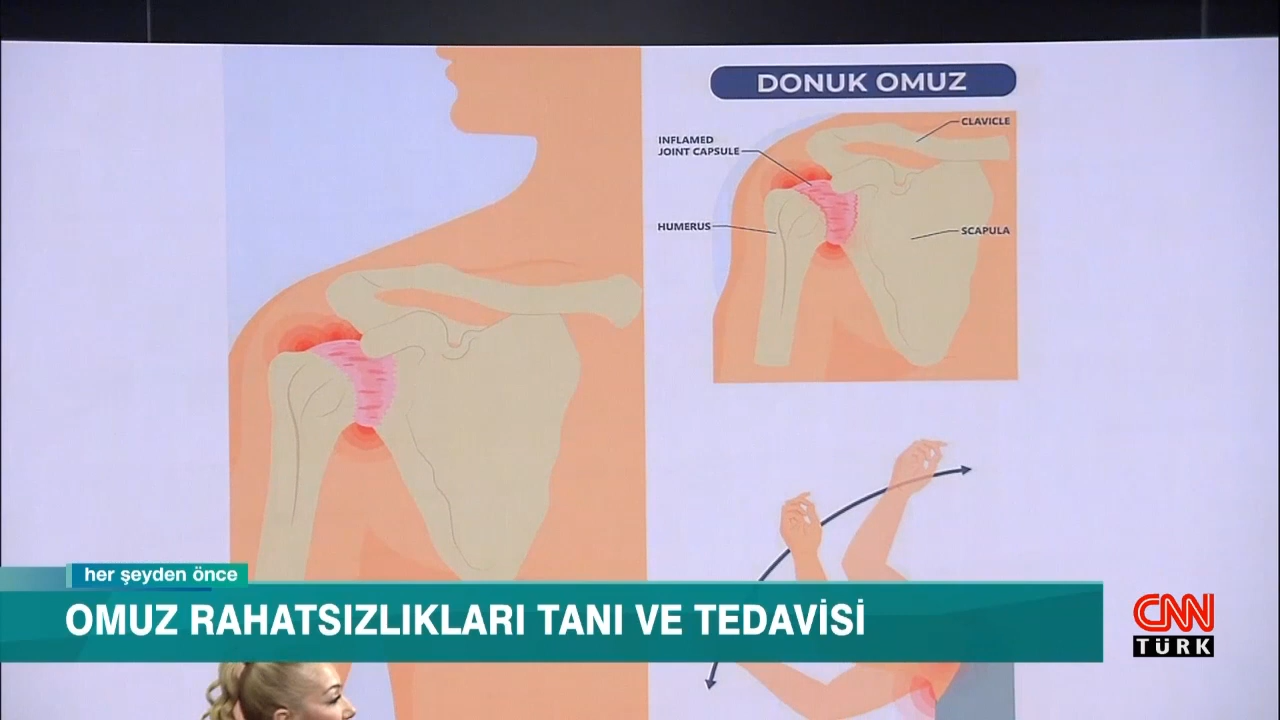 DONUK OMUZ
CLAVICLE
INFLAMED
JOINT CAPSULE
HUMERUS
SCAPULA
her şeyden önce
OMUZ RAHATSIZLIKLARI TANI VE TEDAVİSİ
CNN
TÜRK